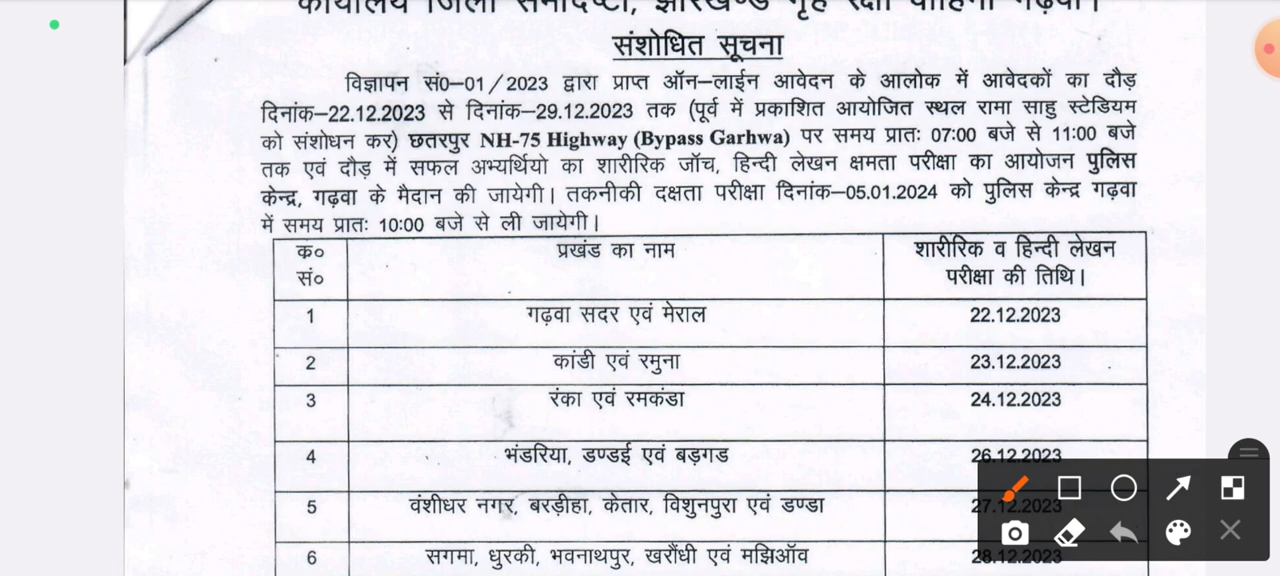 कार्यालय जिला समादेष्टा, झारखण्ड गृह रक्षा वाहिनी गढ़वा।
संशोधित सूचना
विज्ञापन सं0–01/2023 द्वारा प्राप्त ऑन–लाईन आवेदन के आलोक में आवेदकों का दौड़
दिनांक–22.12.2023 से दिनांक–29.12.2023 तक (पूर्व में प्रकाशित आयोजित स्थल रामा साहु स्टेडियम
को संशोधन कर) छतरपुर NH-75 Highway (Bypass Garhwa) पर समय प्रातः 07:00 बजे से 11:00 बजे
तक एवं दौड़ में सफल अभ्यर्थियो का शारीरिक जॉच, हिन्दी लेखन क्षमता परीक्षा का आयोजन पुलिस
केन्द्र, गढ़वा के मैदान की जायेगी। तकनीकी दक्षता परीक्षा दिनांक–05.01.2024 को पुलिस केन्द्र गढ़वा
में समय प्रातः 10:00 बजे से ली जायेगी।
क० सं० प्रखंड का नाम शारीरिक व हिन्दी लेखन परीक्षा की तिथि।
1 गढ़वा सदर एवं मेराल 22.12.2023
2 कांडी एवं रमुना 23.12.2023
3 रंका एवं रमकंडा 24.12.2023
4 भंडरिया, डण्डई एवं बड़गड 26.12.2023
5 वंशीधर नगर, बरड़ीहा, केतार, विशुनपुरा एवं डण्डा 27.12.2023
6 सगमा, धुरकी, भवनाथपुर, खरौंधी एवं मझिऑव 28.12.2023